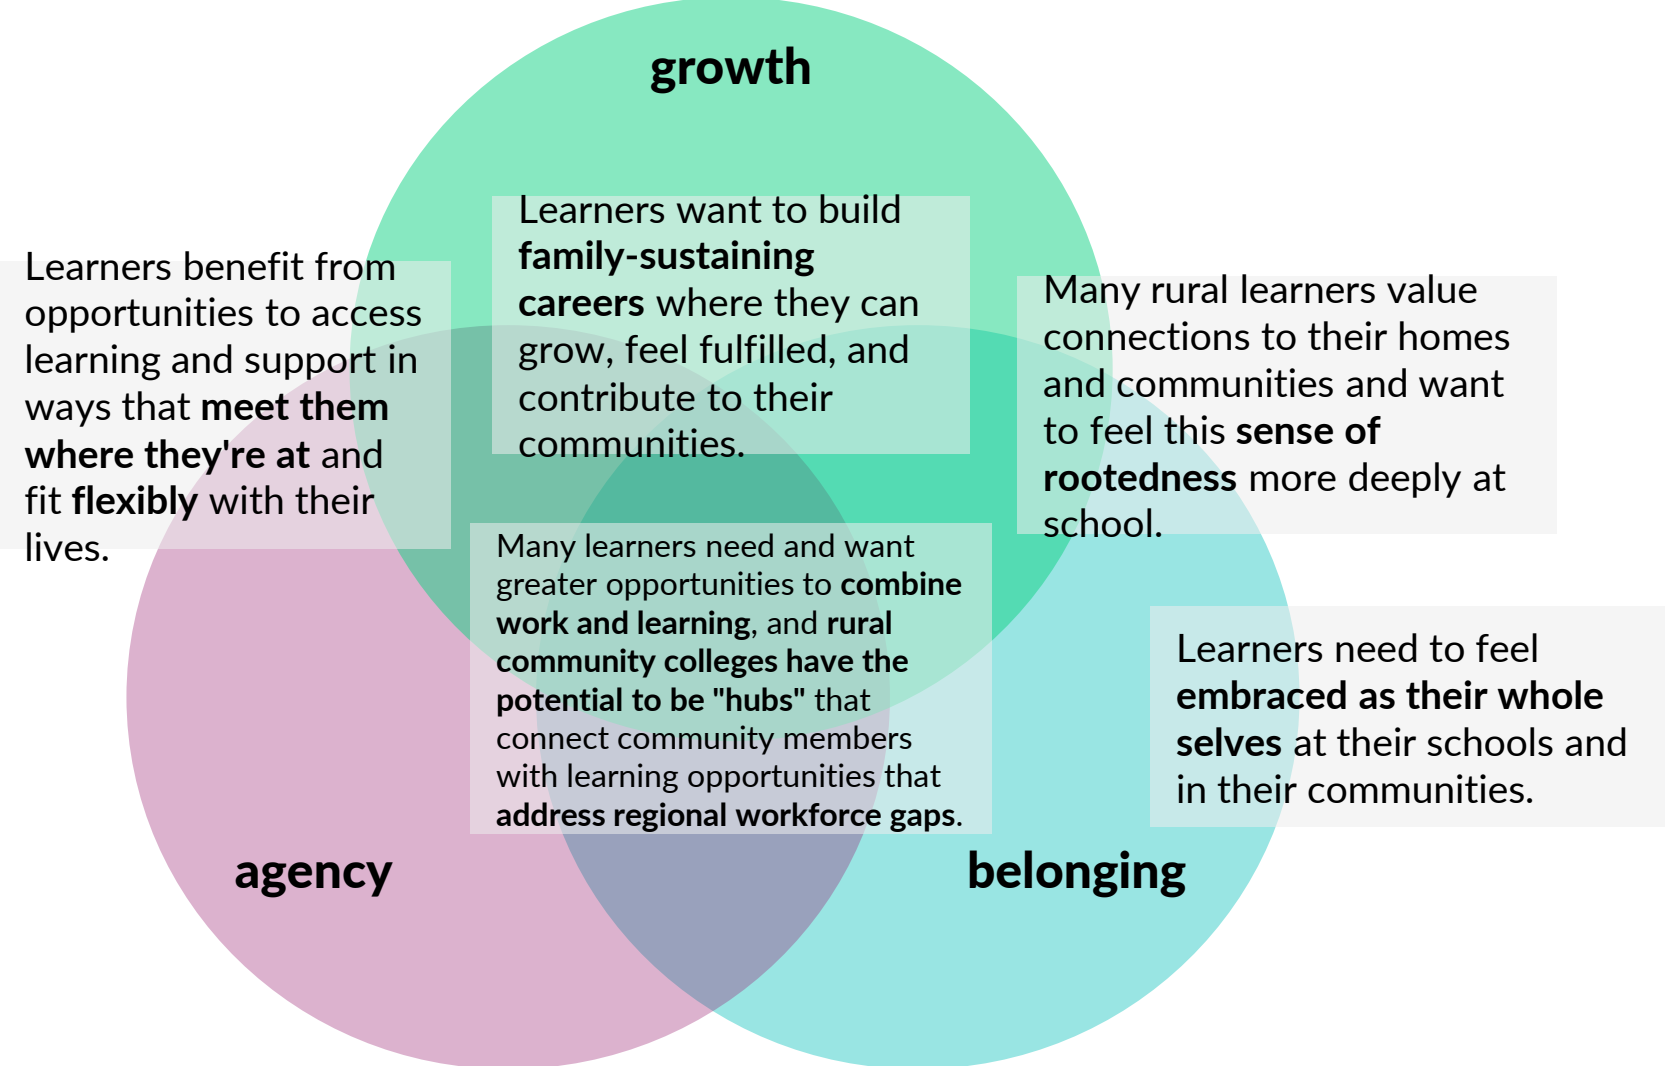 growth
Learners want to build
family-sustaining
careers where they can
grow, feel fulfilled, and
contribute to their
communities.
Learners benefit from
opportunities to access
learning and support in
ways that meet them
where they're at and
fit flexibly with their
lives.
Many rural learners value
connections to their homes
and communities and want
to feel this sense of
rootedness more deeply at
school.
Many learners need and want
greater opportunities to combine
work and learning, and rural
community colleges have the
potential to be "hubs" that
connect community members
with learning opportunities that
address regional workforce gaps.
Learners need to feel
embraced as their whole
selves at their schools and
in their communities.
agency
belonging